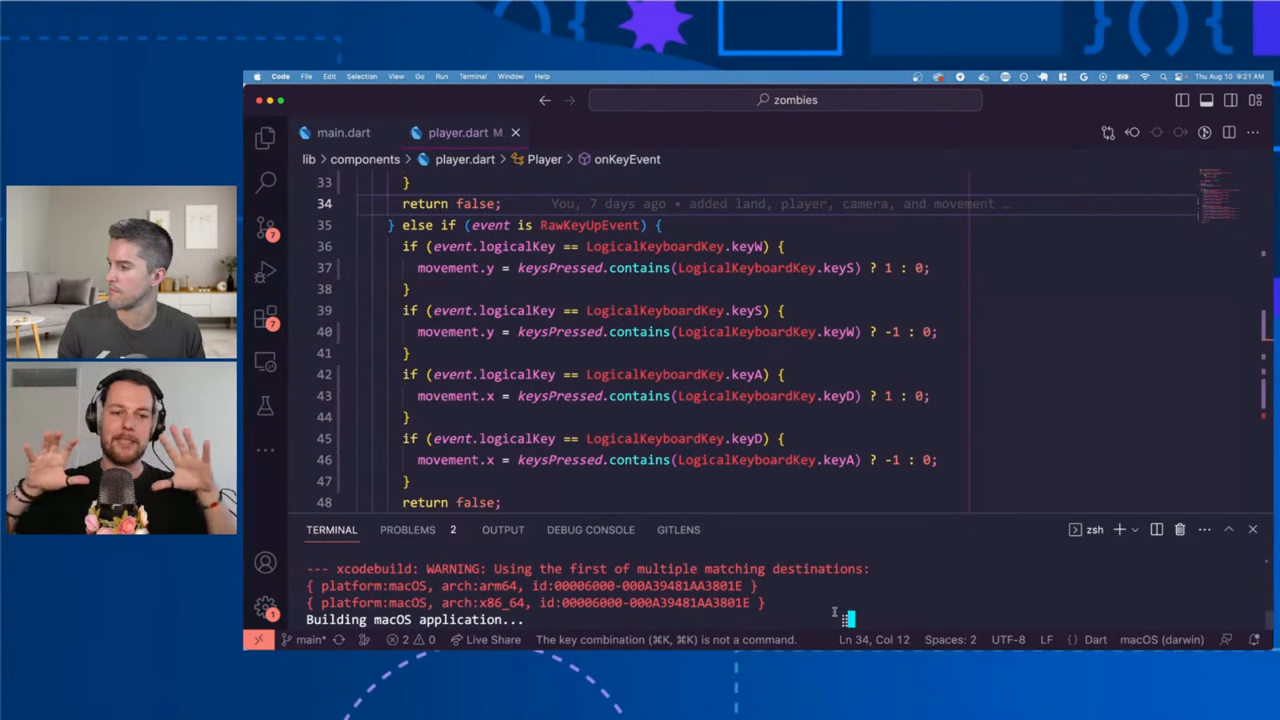 Code File Edit Selection View Go Run Terminal Window Help Thu Aug 10 9:21 AM
zombies
main.dart player.dart M
lib > components > player.dart > Player > onKeyEvent
33 }
34 return false; You, 7 days ago • added land, player, camera, and movement …
35 } else if (event is RawKeyUpEvent) {
36 if (event.logicalKey == LogicalKeyboardKey.keyW) {
37 movement.y = keysPressed.contains(LogicalKeyboardKey.keyS) ? 1 : 0;
38 }
39 if (event.logicalKey == LogicalKeyboardKey.keyS) {
40 movement.y = keysPressed.contains(LogicalKeyboardKey.keyW) ? -1 : 0;
41 }
42 if (event.logicalKey == LogicalKeyboardKey.keyA) {
43 movement.x = keysPressed.contains(LogicalKeyboardKey.keyD) ? 1 : 0;
44 }
45 if (event.logicalKey == LogicalKeyboardKey.keyD) {
46 movement.x = keysPressed.contains(LogicalKeyboardKey.keyA) ? -1 : 0;
47 }
48 return false;
7
7
1
TERMINAL PROBLEMS 2 OUTPUT DEBUG CONSOLE GITLENS zsh
--- xcodebuild: WARNING: Using the first of multiple matching destinations:
{ platform:macOS, arch:arm64, id:00006000-000A39481AA3801E }
{ platform:macOS, arch:x86_64, id:00006000-000A39481AA3801E }
Building macOS application...
main* 2 0 Live Share The key combination (⌘K, ⌘K) is not a command. Ln 34, Col 12 Spaces: 2 UTF-8 LF { } Dart macOS (darwin)